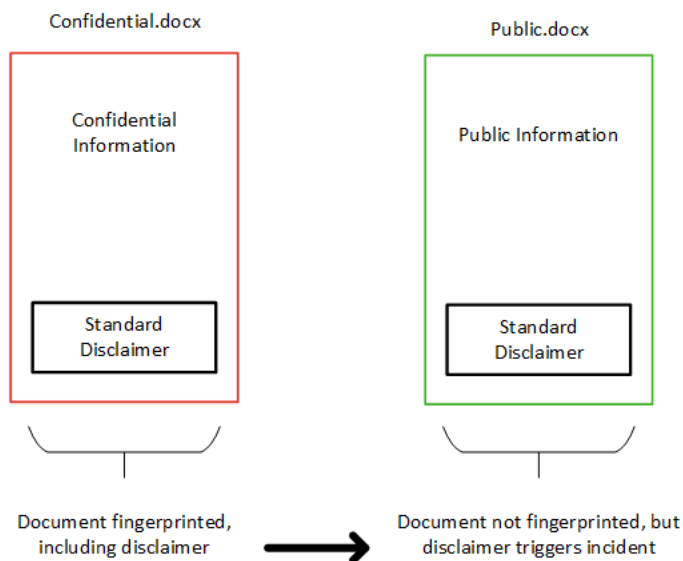 Confidential.docx
Confidential
Information
Standard
Disclaimer
Document fingerprinted,
including disclaimer
Public.docx
Public Information
Standard
Disclaimer
Document not fingerprinted, but
disclaimer triggers incident